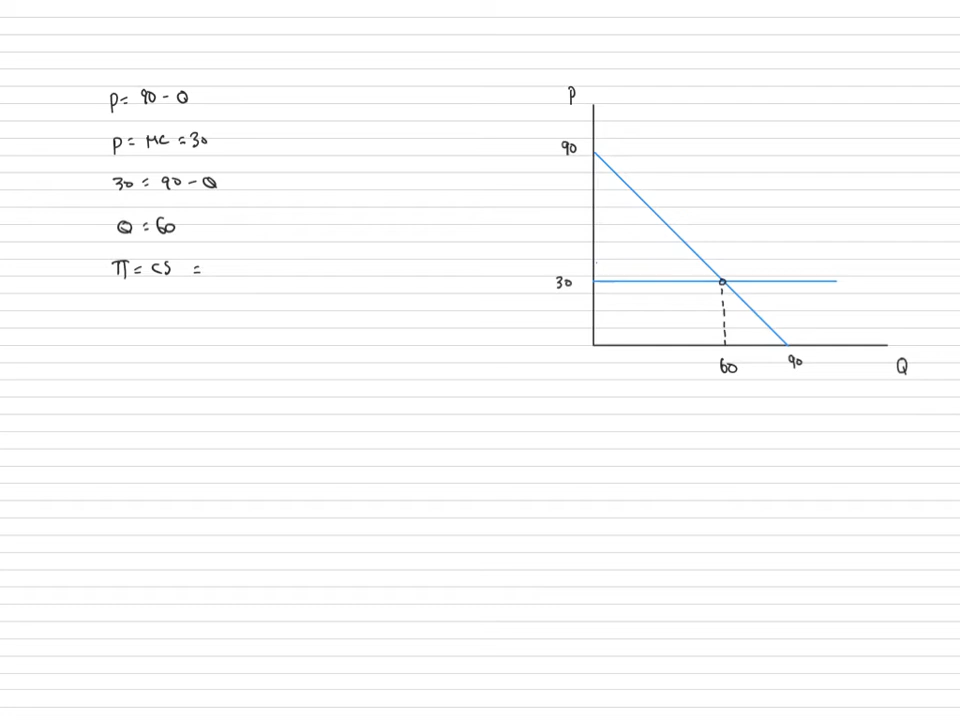 P = 90 - Q
P = MC = 30
30 = 90 - Q
Q = 60
π = CS =
P
90
30
60
90
Q